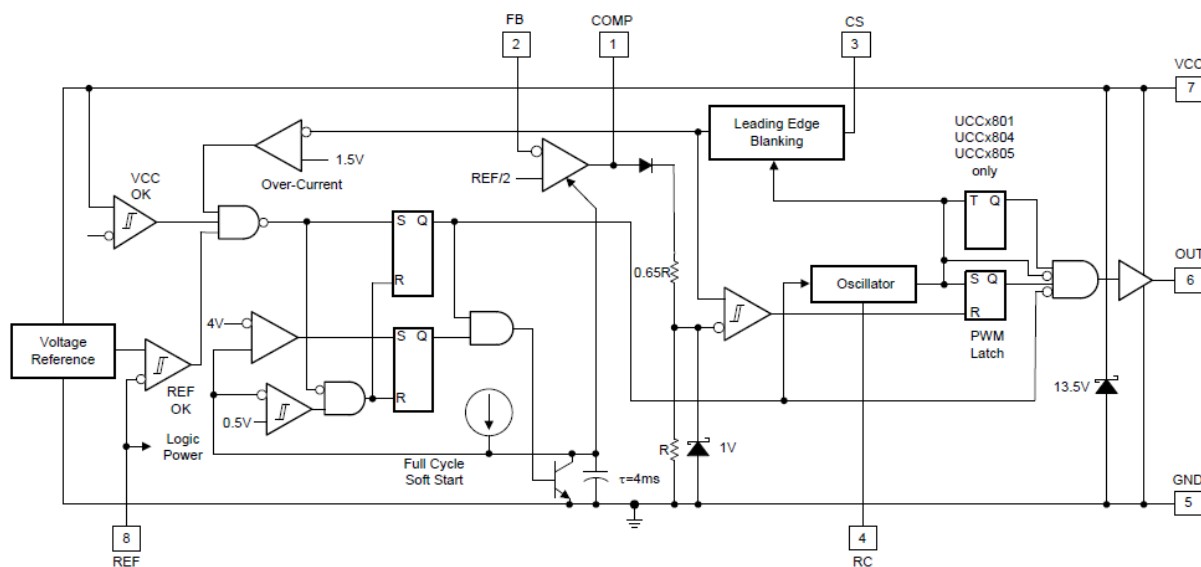 FB
COMP
CS
2
1
3
VCC
7
Leading Edge
Blanking
UCCx801
UCCx804
UCCx805
only
1.5V
Over-Current
REF/2
VCC
OK
T Q
S Q
R
0.65R
Oscillator
S Q
R
PWM
Latch
OUT
6
4V
S Q
R
Voltage
Reference
REF
OK
0.5V
13.5V
Logic
Power
Full Cycle
Soft Start
R
1V
τ=4ms
GND
5
8
REF
4
RC